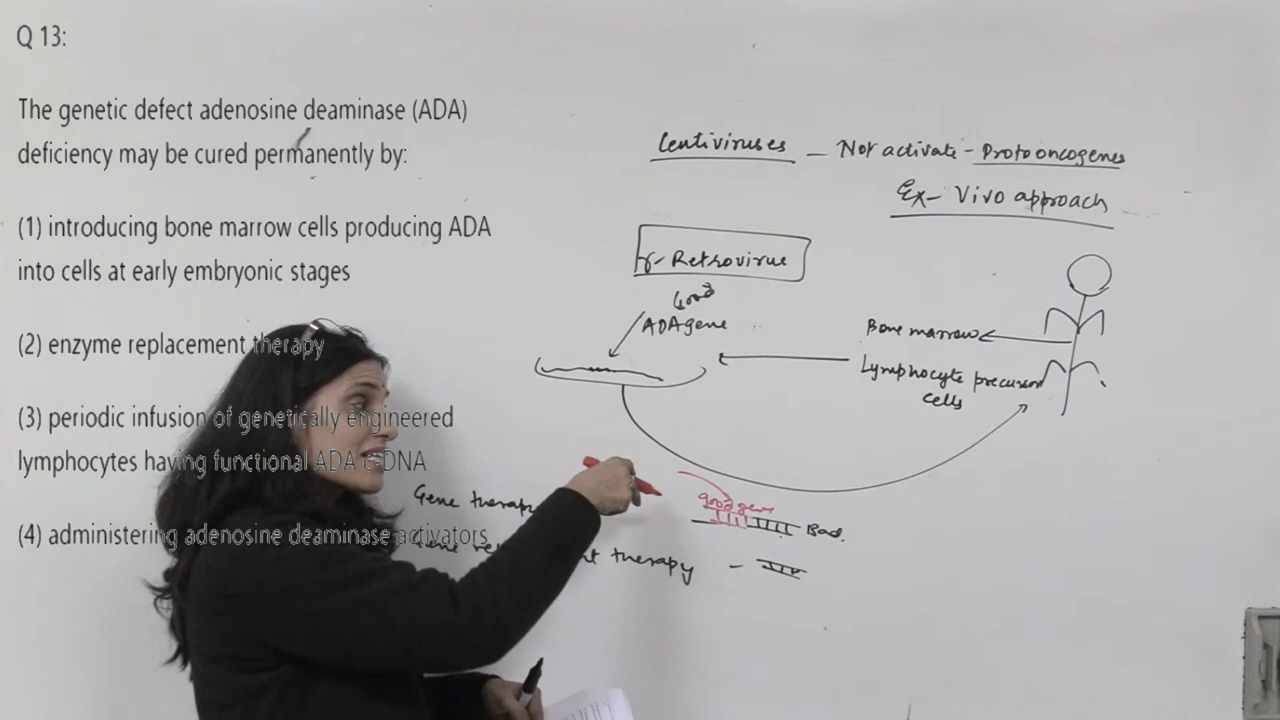 Q 13:
The genetic defect adenosine deaminase (ADA)
deficiency may be cured permanently by:
(1) introducing bone marrow cells producing ADA
into cells at early embryonic stages
(2) enzyme replacement therapy
(3) periodic infusion of genetically engineered
lymphocytes having functional ADA c DNA
(4) administering adenosine deaminase activators
Lentiviruses – Not activate - Protooncogenes
Ex- Vivo approach
γ- Retrovirus
Good
ADA gene
Bone marrow
Lymphocyte precursor
cells
Gene therap
good gene
Bad.
therapy –